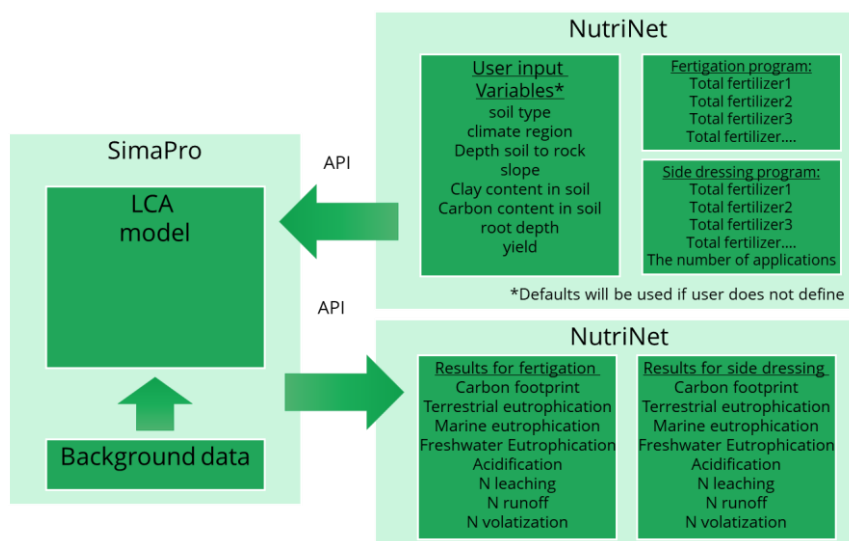 NutriNet
User input
Variables*
soil type
climate region
Depth soil to rock
slope
Clay content in soil
Carbon content in soil
root depth
yield
Fertigation program:
Total fertilizer1
Total fertilizer2
Total fertilizer3
Total fertilizer....
Side dressing program:
Total fertilizer1
Total fertilizer2
Total fertilizer3
Total fertilizer....
The number of applications
*Defaults will be used if user does not define
SimaPro
LCA
model
Background data
API
API
NutriNet
Results for fertigation
Carbon footprint
Terrestrial eutrophication
Marine eutrophication
Freshwater Eutrophication
Acidification
N leaching
N runoff
N volatization
Results for side dressing
Carbon footprint
Terrestrial eutrophication
Marine eutrophication
Freshwater Eutrophication
Acidification
N leaching
N runoff
N volatization